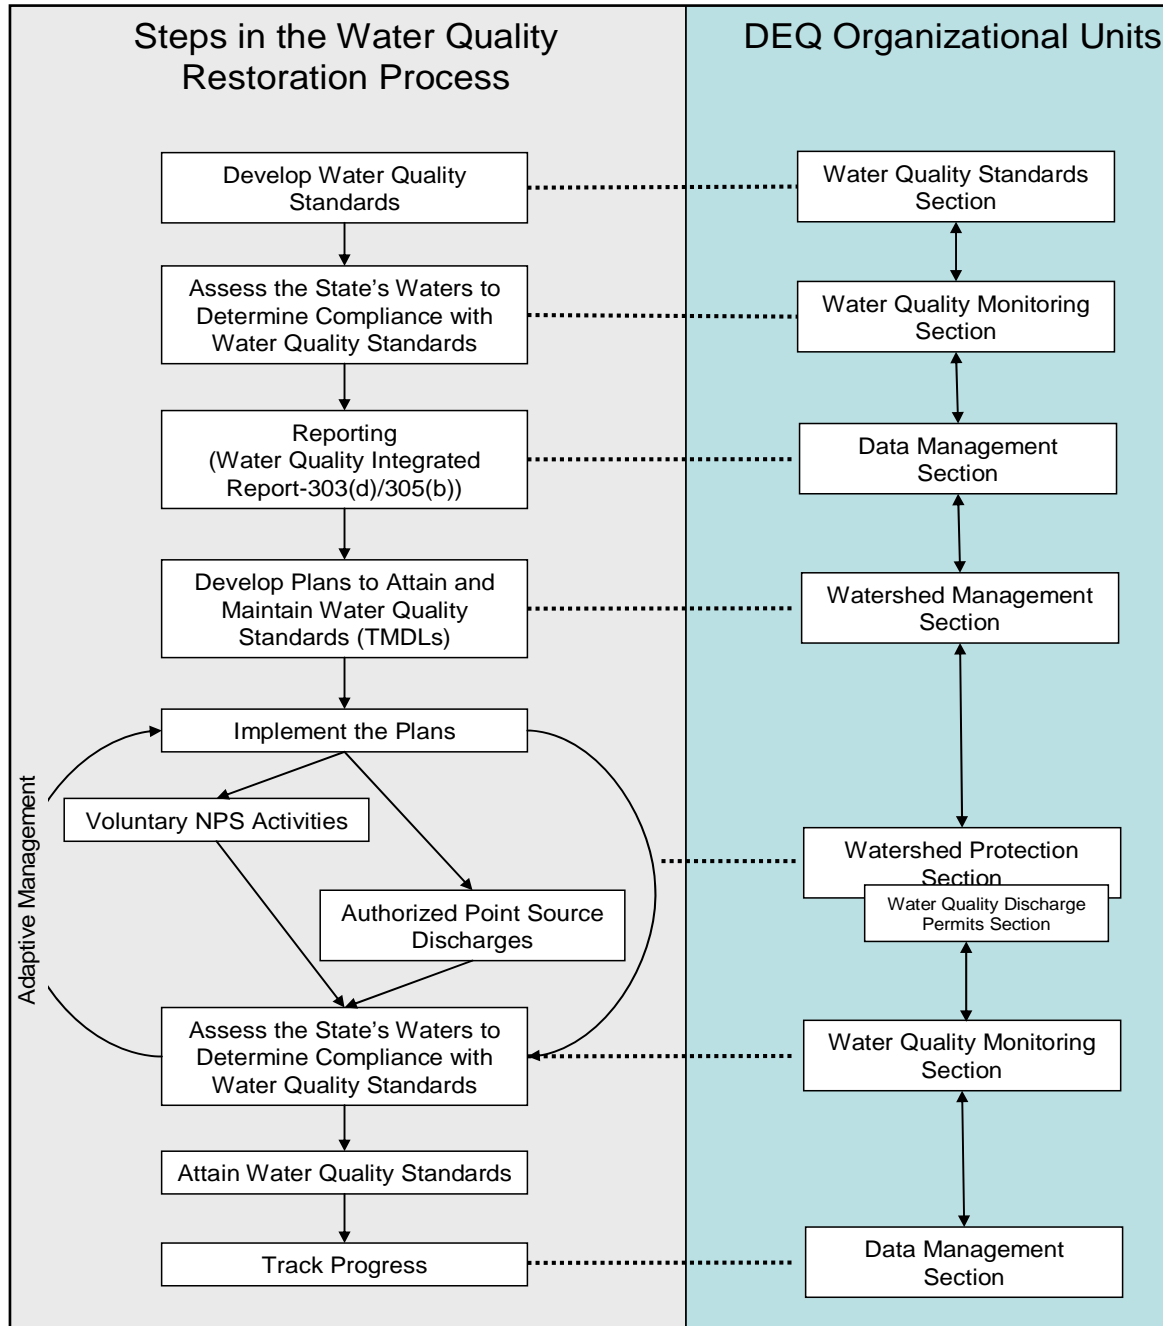 Steps in the Water Quality
Restoration Process
DEQ Organizational Units
Develop Water Quality
Standards
Water Quality Standards
Section
Assess the State's Waters to
Determine Compliance with
Water Quality Standards
Water Quality Monitoring
Section
Reporting
(Water Quality Integrated
Report-303(d)/305(b))
Data Management
Section
Develop Plans to Attain and
Maintain Water Quality
Standards (TMDLs)
Watershed Management
Section
Implement the Plans
Adaptive Management
Voluntary NPS Activities
Authorized Point Source
Discharges
Watershed Protection
Section
Water Quality Discharge
Permits Section
Assess the State's Waters to
Determine Compliance with
Water Quality Standards
Water Quality Monitoring
Section
Attain Water Quality Standards
Track Progress
Data Management
Section